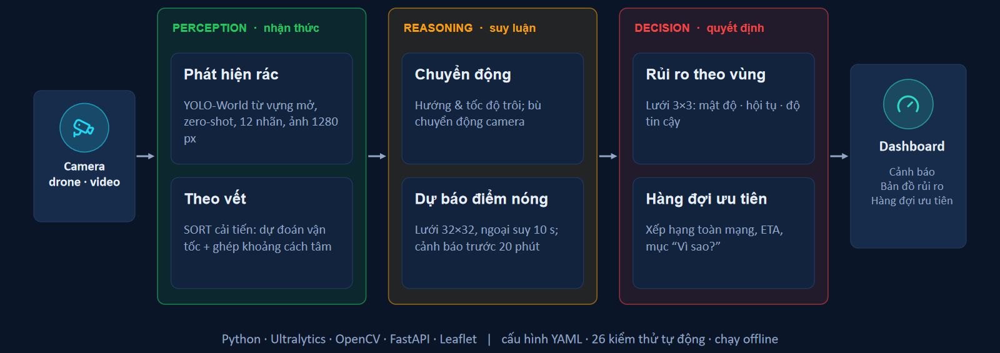 Camera
drone · video
PERCEPTION · nhận thức
Phát hiện rác
YOLO-World từ vựng mở,
zero-shot, 12 nhãn, ảnh 1280
px
Theo vết
SORT cải tiến: dự đoán vận
tốc + ghép khoảng cách tâm
REASONING · suy luận
Chuyển động
Hướng & tốc độ trôi; bù
chuyển động camera
Dự báo điểm nóng
Lưới 32×32, ngoại suy 10 s;
cảnh báo trước 20 phút
DECISION · quyết định
Rủi ro theo vùng
Lưới 3×3: mật độ · hội tụ · độ
tin cậy
Hàng đợi ưu tiên
Xếp hạng toàn mạng, ETA,
mục “Vì sao?”
Dashboard
Cảnh báo
Bản đồ rủi ro
Hàng đợi ưu tiên
Python · Ultralytics · OpenCV · FastAPI · Leaflet | cấu hình YAML · 26 kiểm thử tự động · chạy offline